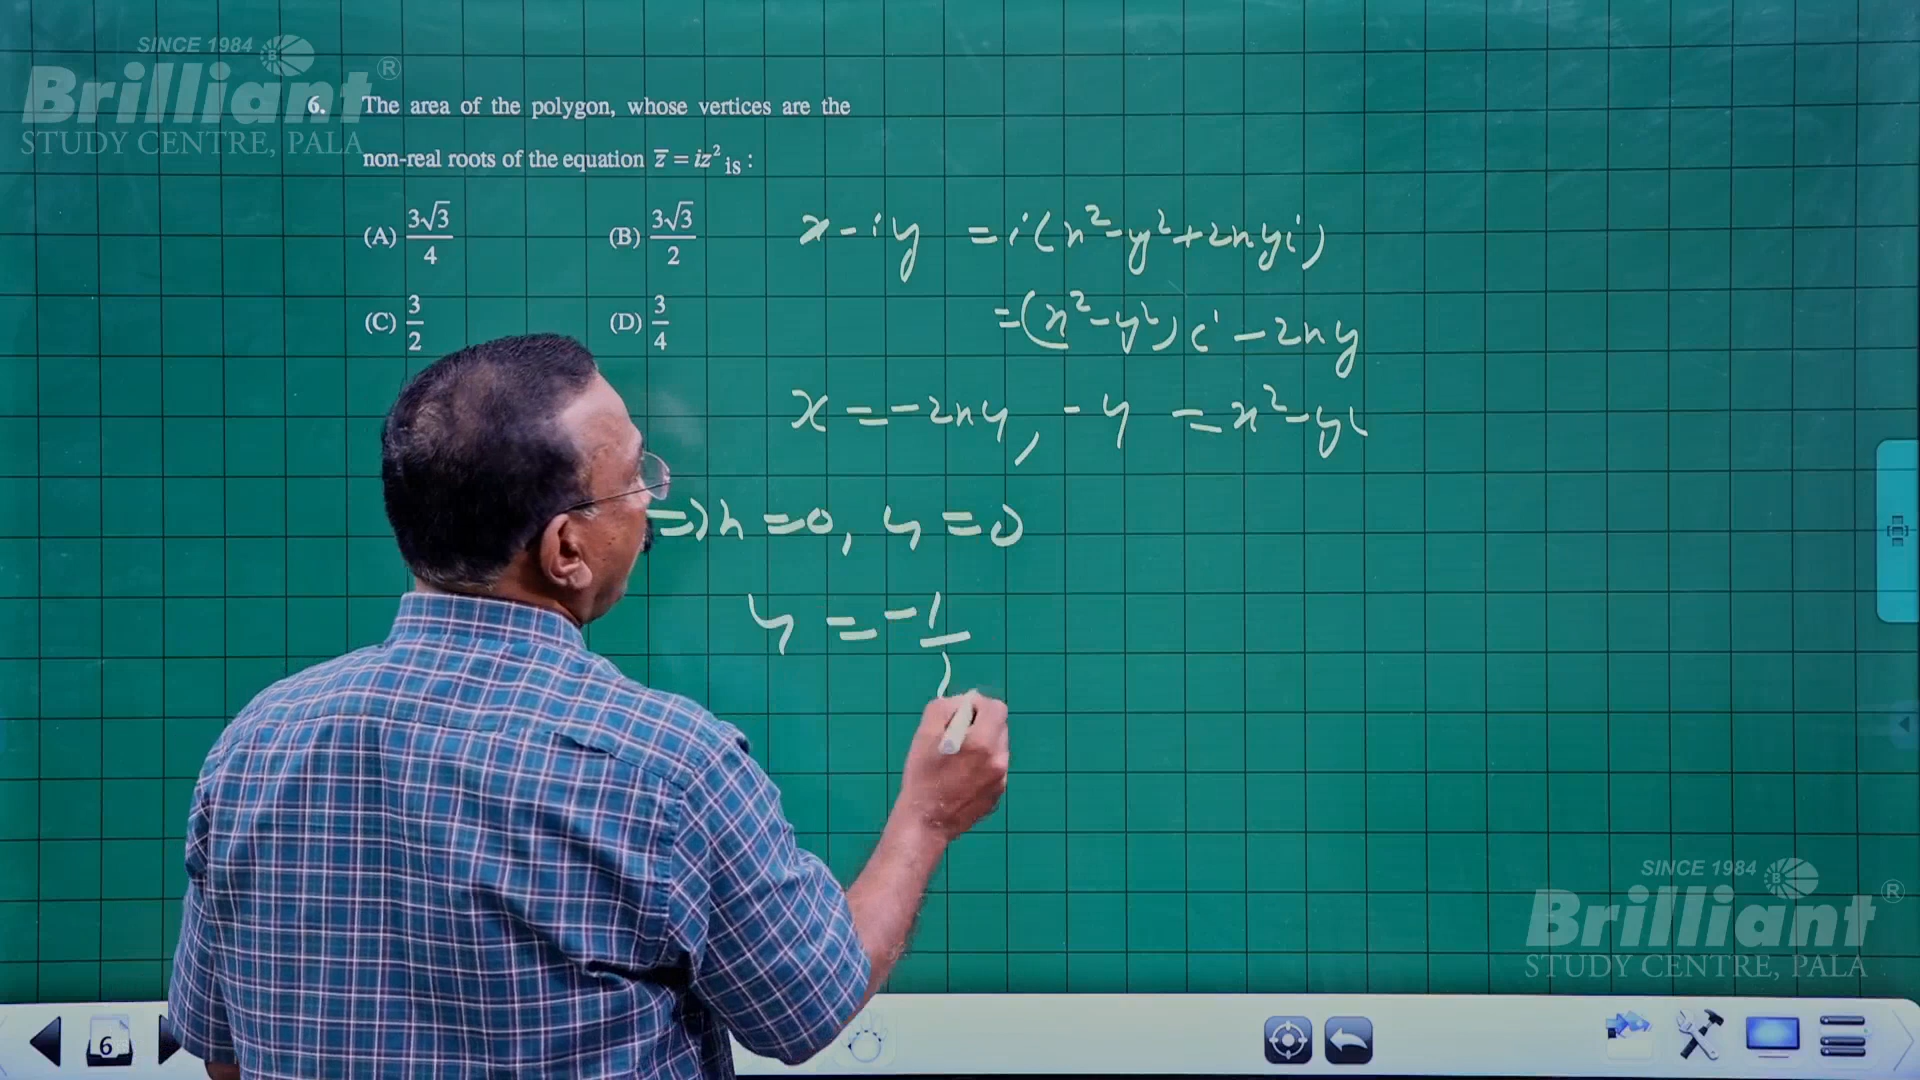 SINCE 1984
Brilliant®
STUDY CENTRE, PALA
6. The area of the polygon, whose vertices are the
non-real roots of the equation z̅ = iz² is :
(A) 3√3/4 (B) 3√3/2
(C) 3/2 (D) 3/4
x - iy = i(x² - y² + 2xyi)
= (x² - y²)i - 2xy
x = -2xy, -y = x² - y²
⇒ x = 0, y = 0
y = -1/
SINCE 1984
Brilliant®
STUDY CENTRE, PALA
6